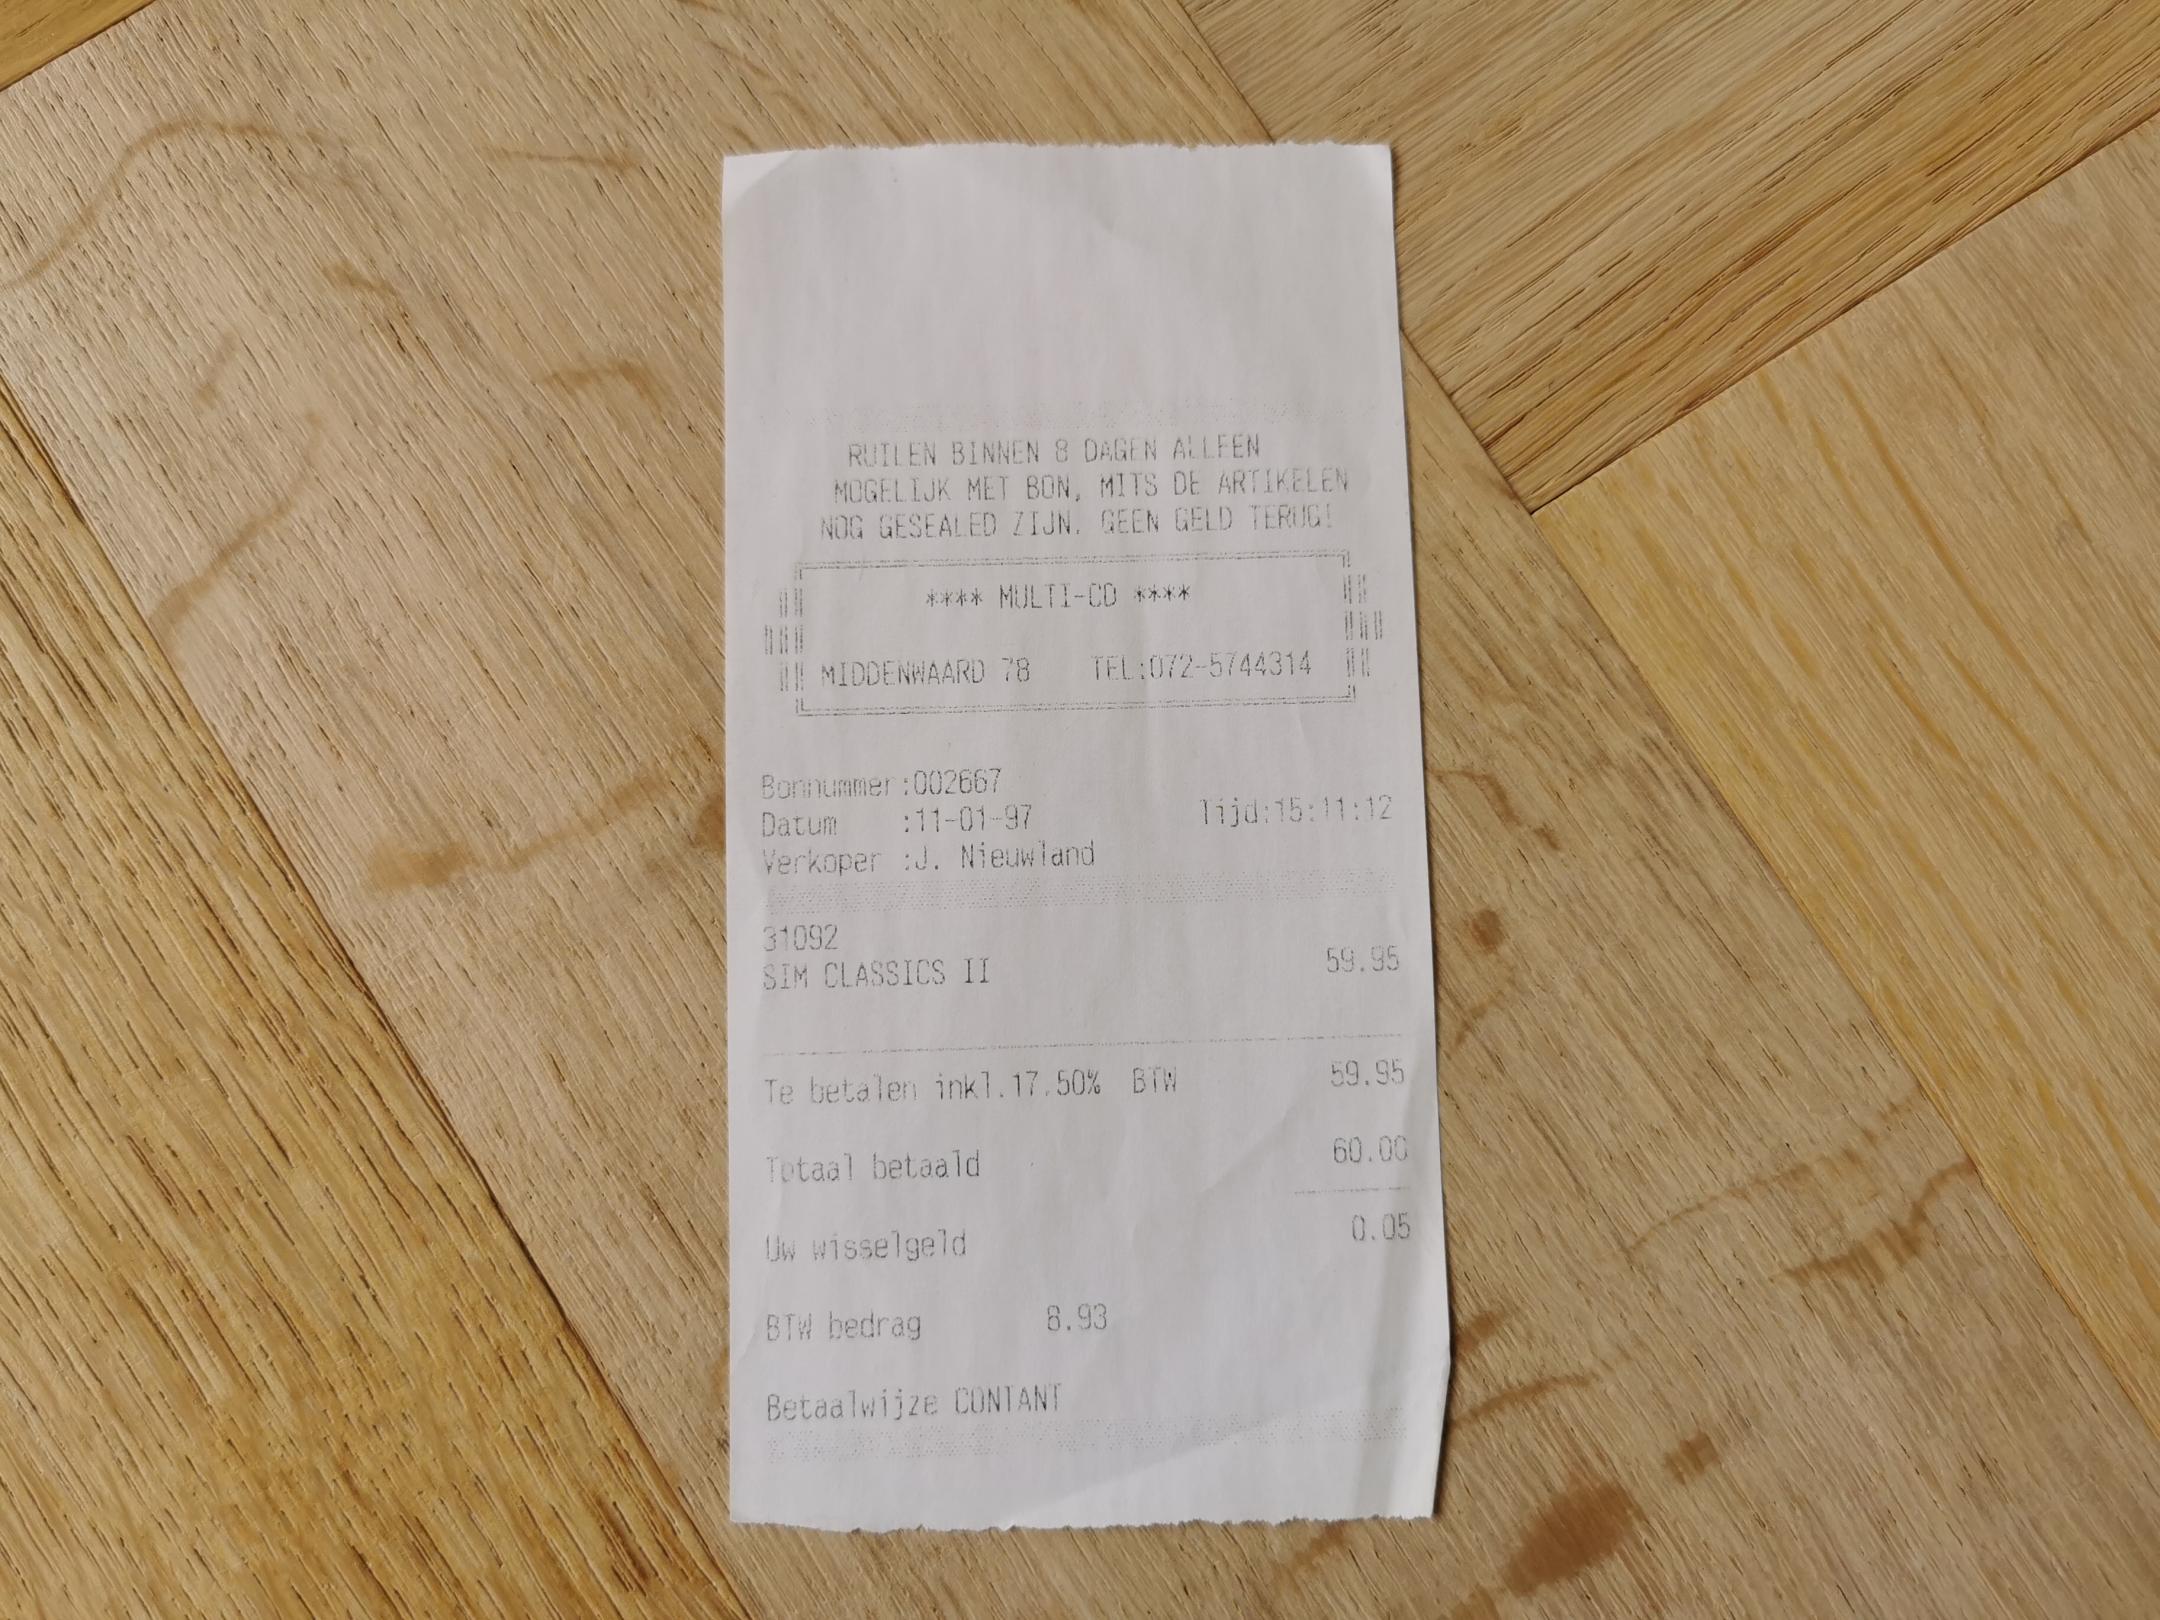 RUILEN BINNEN 8 DAGEN ALLEEN
MOGELIJK MET BON, MITS DE ARTIKELEN
NOG GESEALED ZIJN. GEEN GELD TERUG!
**** MULTI-CD ****
MIDDENWAARD 78 TEL:072-5744314
Bonnummer:002667
Datum :11-01-97 Tijd:15:11:12
Verkoper :J. Nieuwland
31092
SIM CLASSICS II 59.95
Te betalen inkl.17.50% BTW 59.95
Totaal betaald 60.00
Uw wisselgeld 0.05
BTW bedrag 8.93
Betaalwijze CONTANT